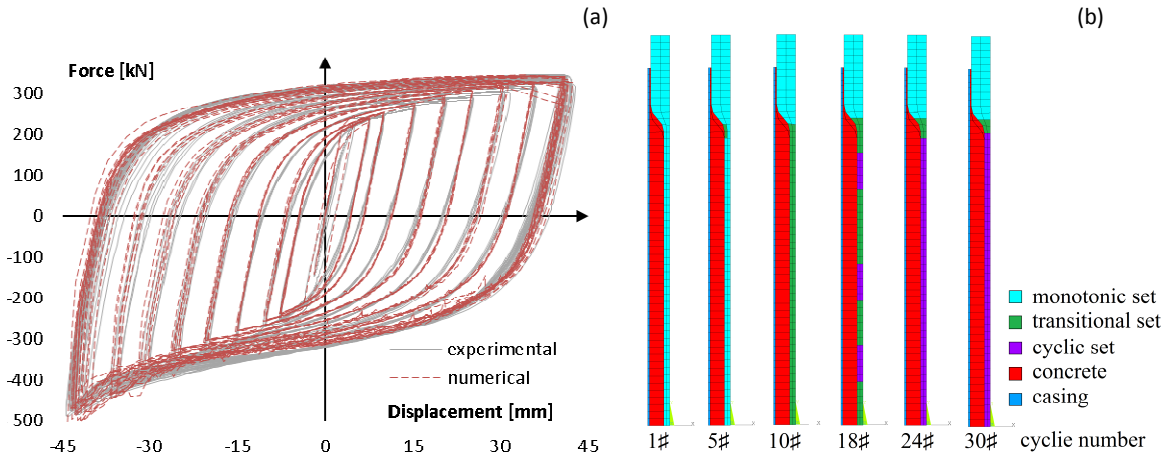 (a)
Force [kN]
300
200
100
0
-100
-200
-300
-400
500
-45
-30
-15
0
15
30
45
experimental
numerical
Displacement [mm]
(b)
monotonic set
transitional set
cyclic set
concrete
casing
1# 5# 10# 18# 24# 30# cyclie number